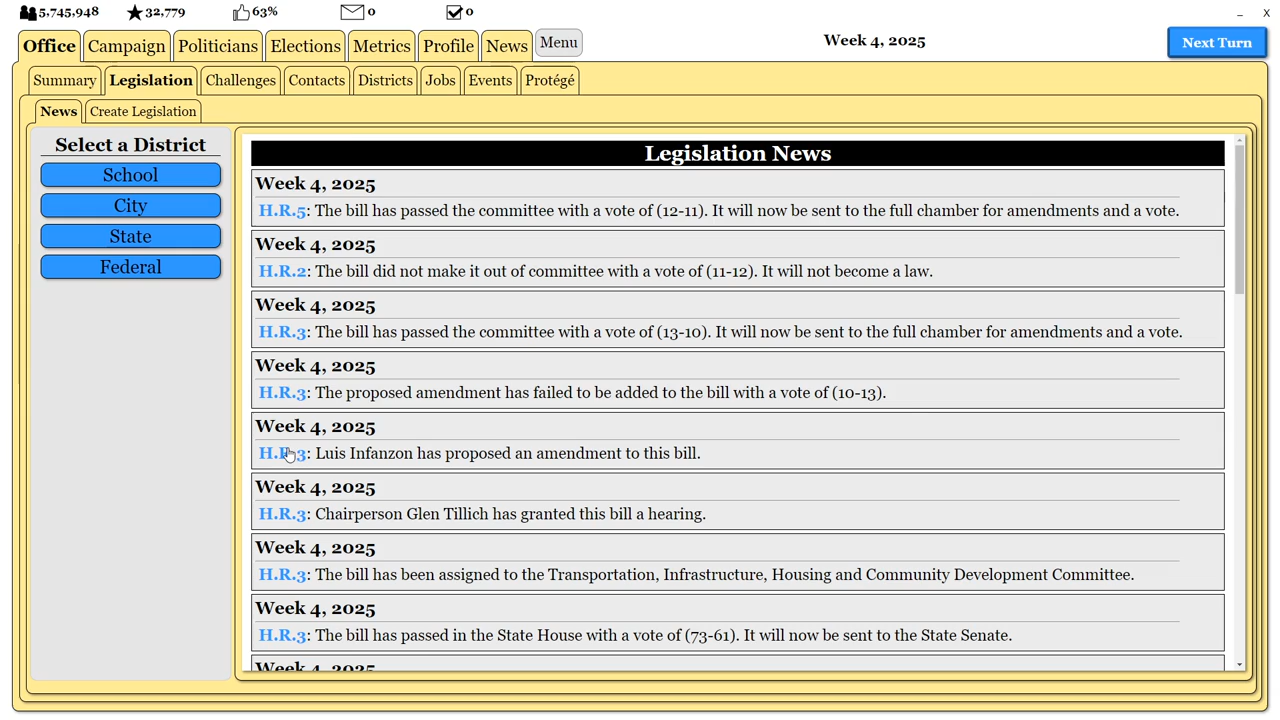 5,745,948 32,779 63% 0 0 _ X
Office Campaign Politicians Elections Metrics Profile News Menu Week 4, 2025 Next Turn
Summary Legislation Challenges Contacts Districts Jobs Events Protégé
News Create Legislation
Select a District
School
City
State
Federal
Legislation News
Week 4, 2025
H.R.5: The bill has passed the committee with a vote of (12-11). It will now be sent to the full chamber for amendments and a vote.
Week 4, 2025
H.R.2: The bill did not make it out of committee with a vote of (11-12). It will not become a law.
Week 4, 2025
H.R.3: The bill has passed the committee with a vote of (13-10). It will now be sent to the full chamber for amendments and a vote.
Week 4, 2025
H.R.3: The proposed amendment has failed to be added to the bill with a vote of (10-13).
Week 4, 2025
H.R.3: Luis Infanzon has proposed an amendment to this bill.
Week 4, 2025
H.R.3: Chairperson Glen Tillich has granted this bill a hearing.
Week 4, 2025
H.R.3: The bill has been assigned to the Transportation, Infrastructure, Housing and Community Development Committee.
Week 4, 2025
H.R.3: The bill has passed in the State House with a vote of (73-61). It will now be sent to the State Senate.
Week 4, 2025